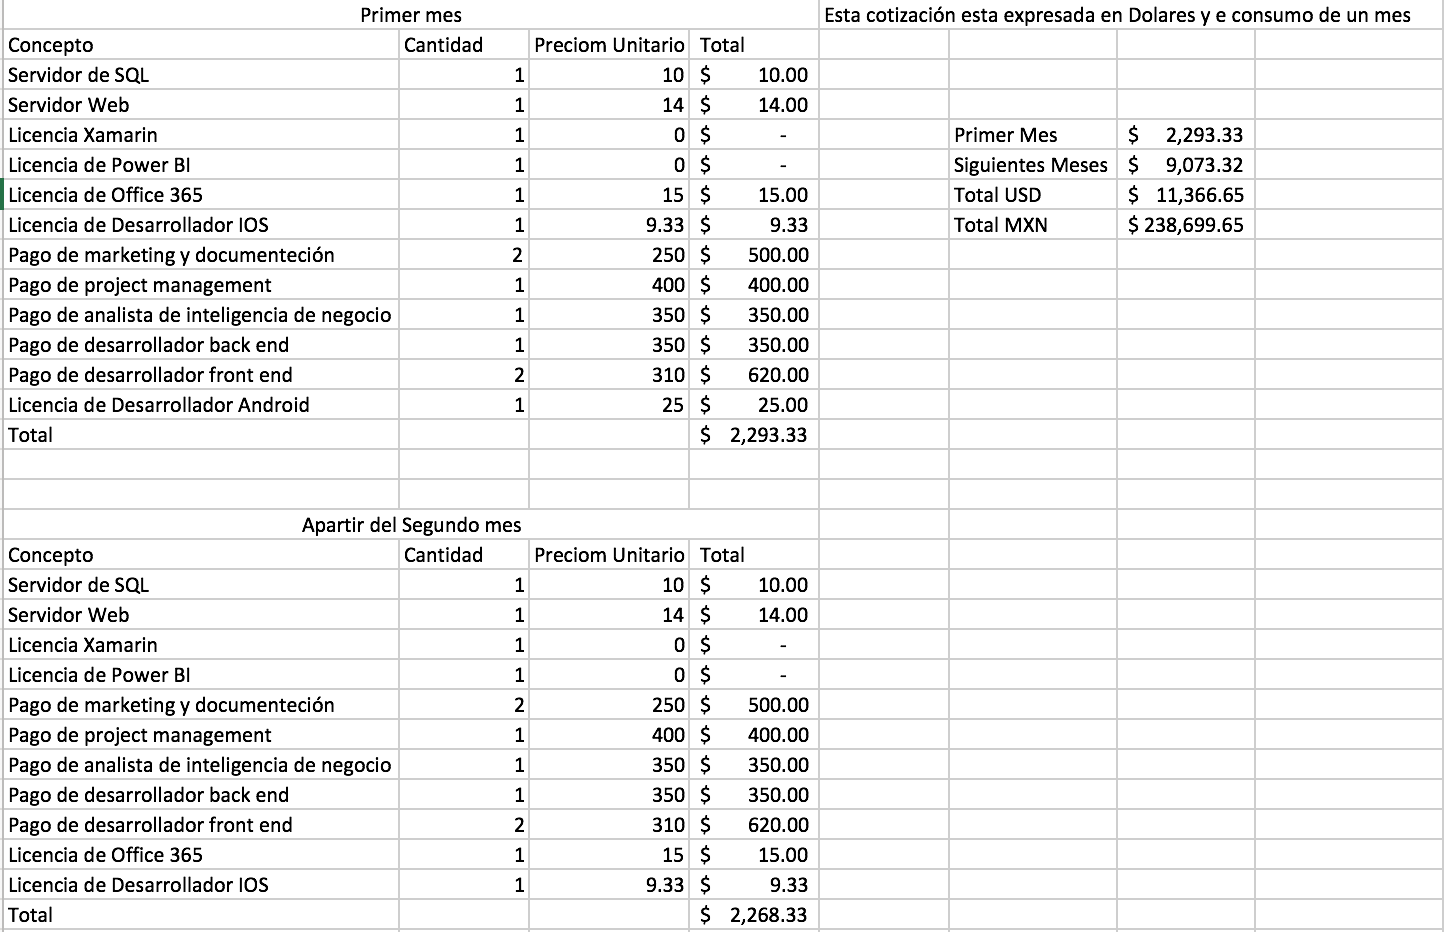 Primer mes Esta cotización esta expresada en Dolares y e consumo de un mes
Concepto Cantidad Preciom Unitario Total
Servidor de SQL 1 10 $ 10.00
Servidor Web 1 14 $ 14.00
Licencia Xamarin 1 0 $ - Primer Mes $ 2,293.33
Licencia de Power BI 1 0 $ - Siguientes Meses $ 9,073.32
Licencia de Office 365 1 15 $ 15.00 Total USD $ 11,366.65
Licencia de Desarrollador IOS 1 9.33 $ 9.33 Total MXN $ 238,699.65
Pago de marketing y documenteción 2 250 $ 500.00
Pago de project management 1 400 $ 400.00
Pago de analista de inteligencia de negocio 1 350 $ 350.00
Pago de desarrollador back end 1 350 $ 350.00
Pago de desarrollador front end 2 310 $ 620.00
Licencia de Desarrollador Android 1 25 $ 25.00
Total $ 2,293.33
Apartir del Segundo mes
Concepto Cantidad Preciom Unitario Total
Servidor de SQL 1 10 $ 10.00
Servidor Web 1 14 $ 14.00
Licencia Xamarin 1 0 $ -
Licencia de Power BI 1 0 $ -
Pago de marketing y documenteción 2 250 $ 500.00
Pago de project management 1 400 $ 400.00
Pago de analista de inteligencia de negocio 1 350 $ 350.00
Pago de desarrollador back end 1 350 $ 350.00
Pago de desarrollador front end 2 310 $ 620.00
Licencia de Office 365 1 15 $ 15.00
Licencia de Desarrollador IOS 1 9.33 $ 9.33
Total $ 2,268.33